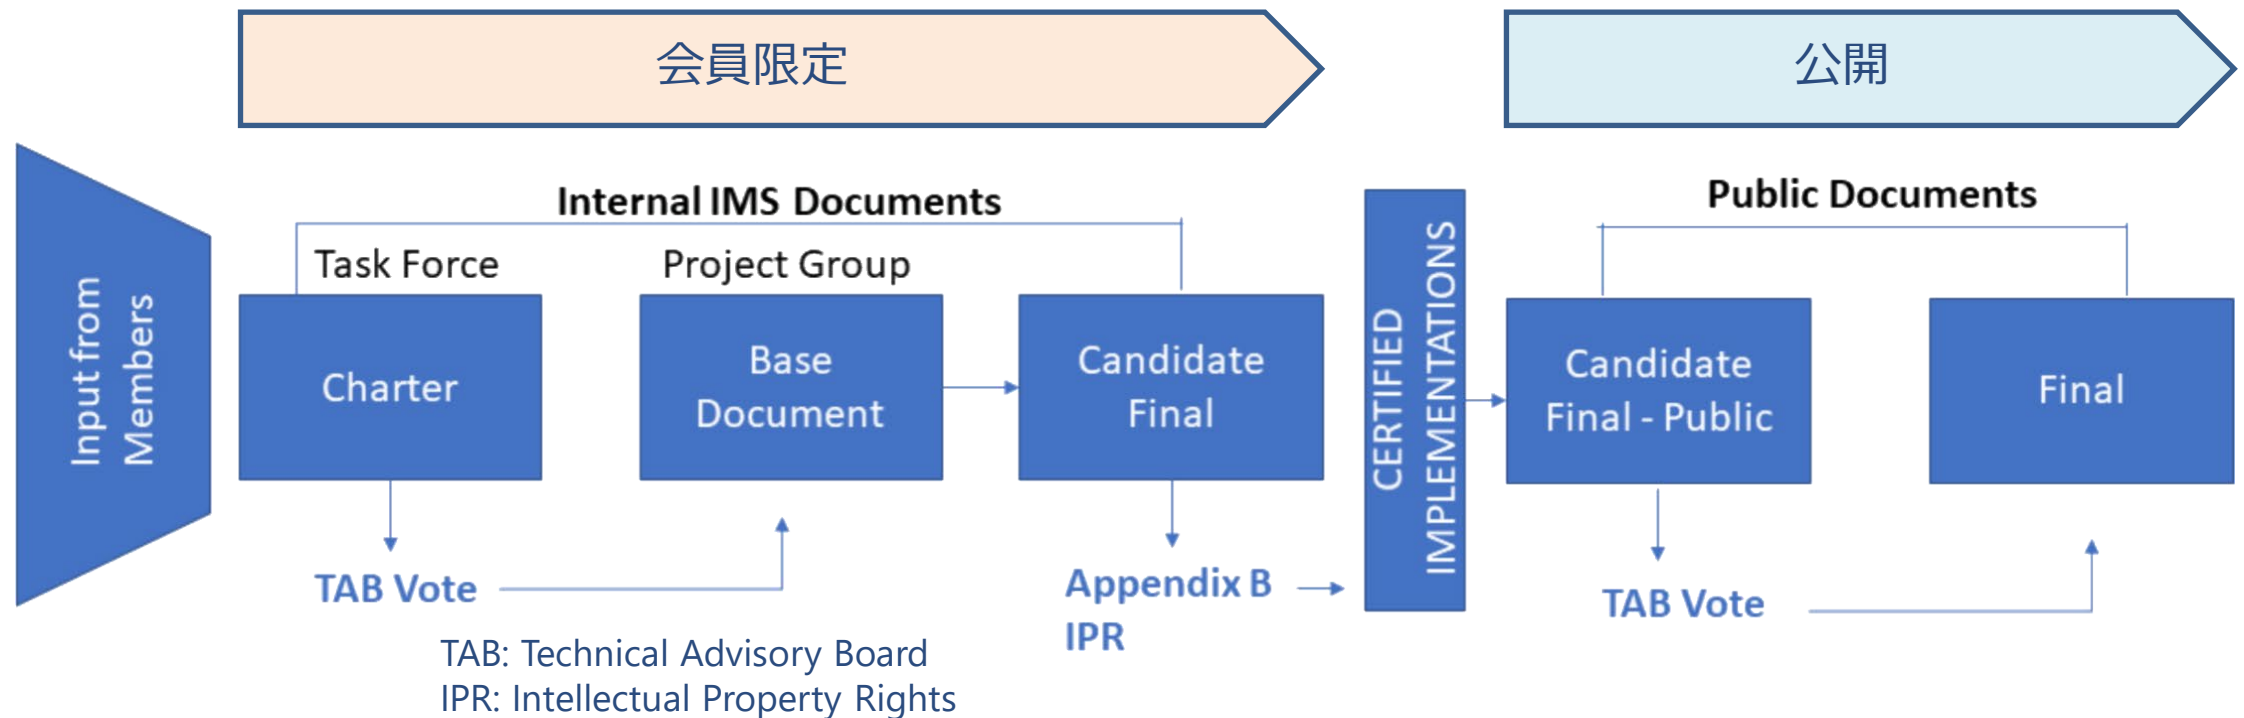 会員限定
公開
Internal IMS Documents
Public Documents
Task Force
Project Group
Input from
Members
Charter
Base
Document
Candidate
Final
CERTIFIED
IMPLEMENTATIONS
Candidate
Final - Public
Final
TAB Vote
Appendix B
IPR
TAB Vote
TAB: Technical Advisory Board
IPR: Intellectual Property Rights